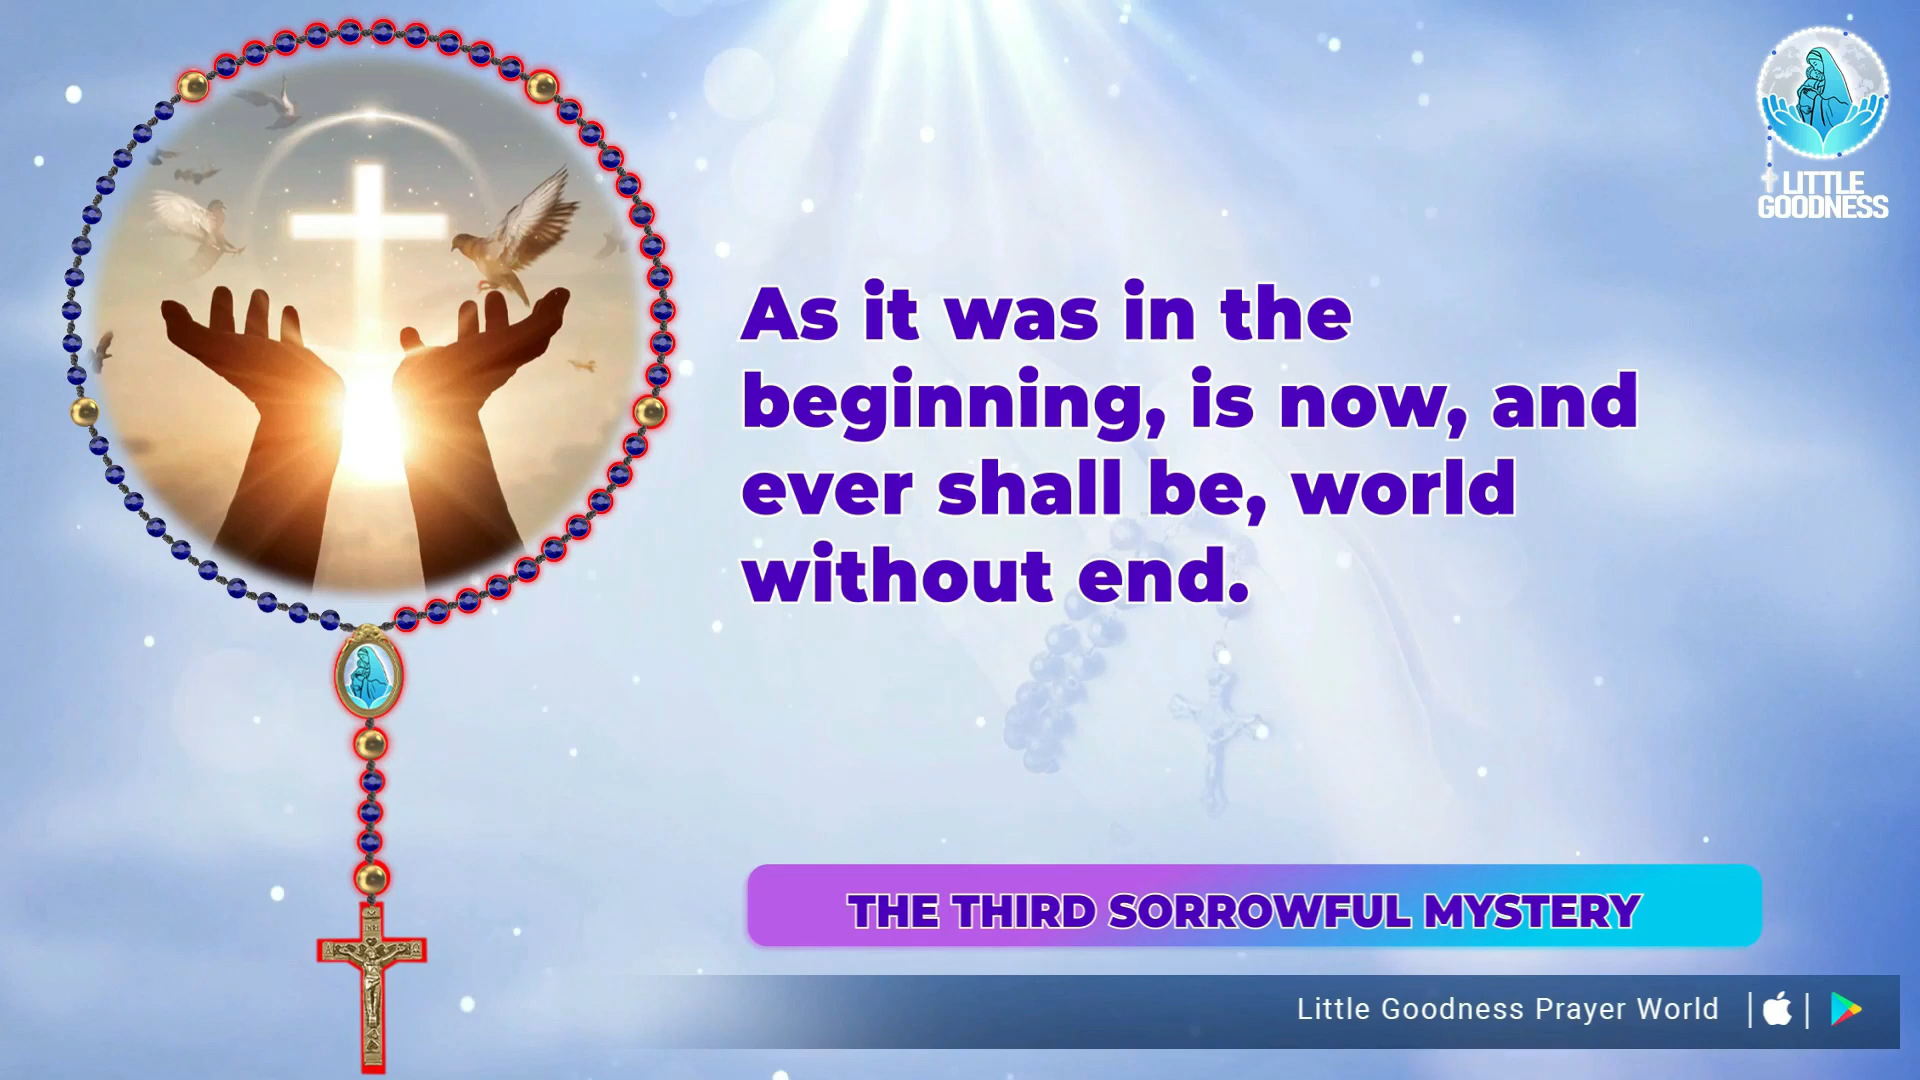 LITTLE
GOODNESS
As it was in the
beginning, is now, and
ever shall be, world
without end.
THE THIRD SORROWFUL MYSTERY
Little Goodness Prayer World
INRI